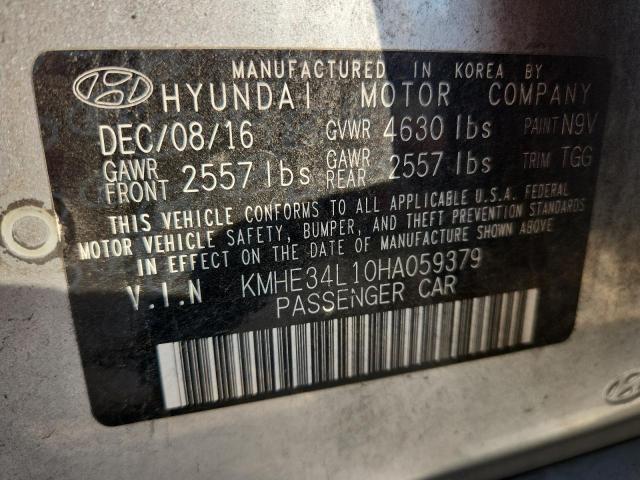 MANUFACTURED IN KOREA BY
HYUNDAI MOTOR COMPANY
DEC/08/16 GVWR 4630 lbs PAINT N9V
GAWR FRONT 2557 lbs GAWR REAR 2557 lbs TRIM TGG
THIS VEHICLE CONFORMS TO ALL APPLICABLE U.S.A. FEDERAL
MOTOR VEHICLE SAFETY, BUMPER, AND THEFT PREVENTION STANDARDS
IN EFFECT ON THE DATE OF MANUFACTURE SHOWN ABOVE
V.I.N KMHE34L10HA059379
PASSENGER CAR